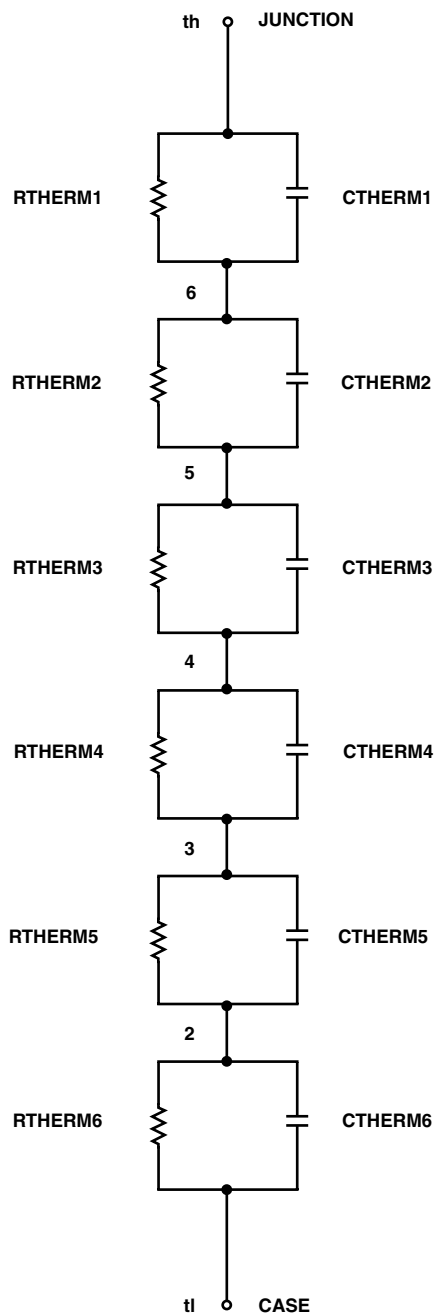 th JUNCTION
RTHERM1 CTHERM1
6
RTHERM2 CTHERM2
5
RTHERM3 CTHERM3
4
RTHERM4 CTHERM4
3
RTHERM5 CTHERM5
2
RTHERM6 CTHERM6
tl CASE